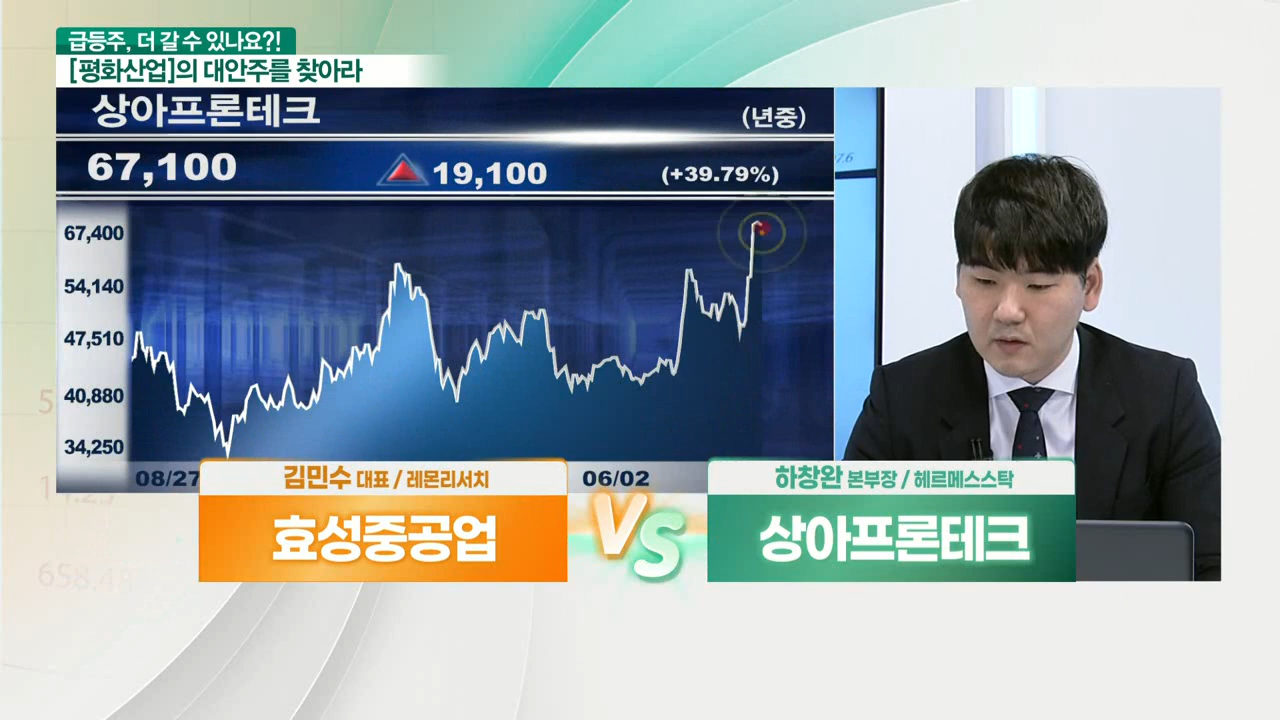 급등주, 더 갈 수 있나요?!
[평화산업]의 대안주를 찾아라
상아프론테크
(년중)
67,100
19,100
(+39.79%)
67,400
54,140
47,510
40,880
34,250
08/27
06/02
7.6
김민수 대표 / 레몬리서치
하창완 본부장 / 헤르메스스탁
효성중공업
VS
상아프론테크
658.48